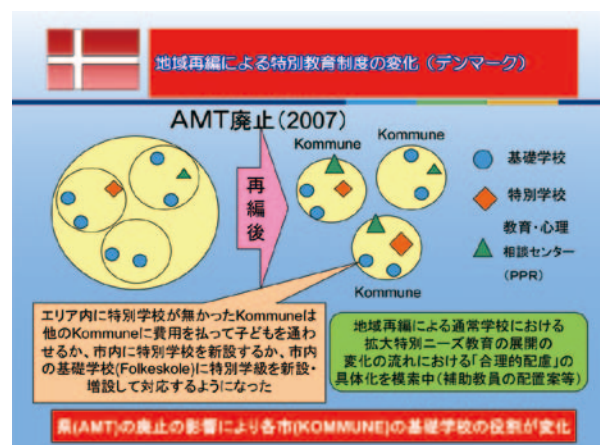 地域再編による特別教育制度の変化（デンマーク）
AMT廃止(2007)
Kommune
Kommune
再
編
後
基礎学校
特別学校
教育・心理
相談センター
(PPR)
Kommune
エリア内に特別学校が無かったKommuneは
他のKommuneに費用を払って子どもを通わ
せるか、市内に特別学校を新設するか、市内
の基礎学校(Folkeskole)に特別学級を新設・
増設して対応するようになった
地域再編による通常学校における
拡大特別ニーズ教育の展開の
変化の流れにおける「合理的配慮」の
具体化を模索中（補助教員の配置案等）
県(AMT)の廃止の影響により各市(KOMMUNE)の基礎学校の役割が変化